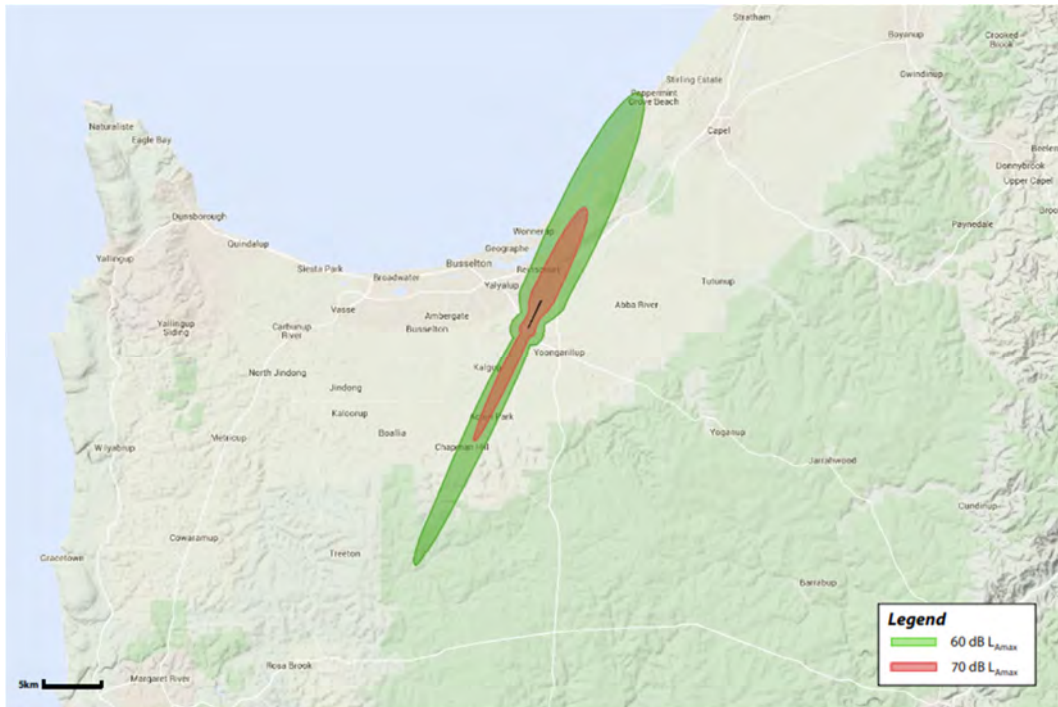 Stratham
Boyanup
Crooked
Brook
Stirling Estate
Gwindinup
Peppermint
Grove Beach
Naturaliste
Capel
Eagle Bay
Donnybrook
Upper Capel
Dunsborough
Paynedale
Wonnerup
Quindalup
Geographe
Yallingup
Busselton
Siesta Park
Broadwater
Yalyalup
Tutunup
Abba River
Vasse
Ambergate
Yallingup
Siding
Carbunup
River
Busselton
Yoongarillup
Kalgup
North Jindong
Jindong
Kaloorup
Boallia
Yoganup
Metricup
Chapman Hill
Wilyabrup
Jarrahwood
Cundinup
Cowaramup
Treeton
Gracetown
Barrabup
Rosa Brook
Margaret River
5km
Legend
60 dB LAmax
70 dB LAmax